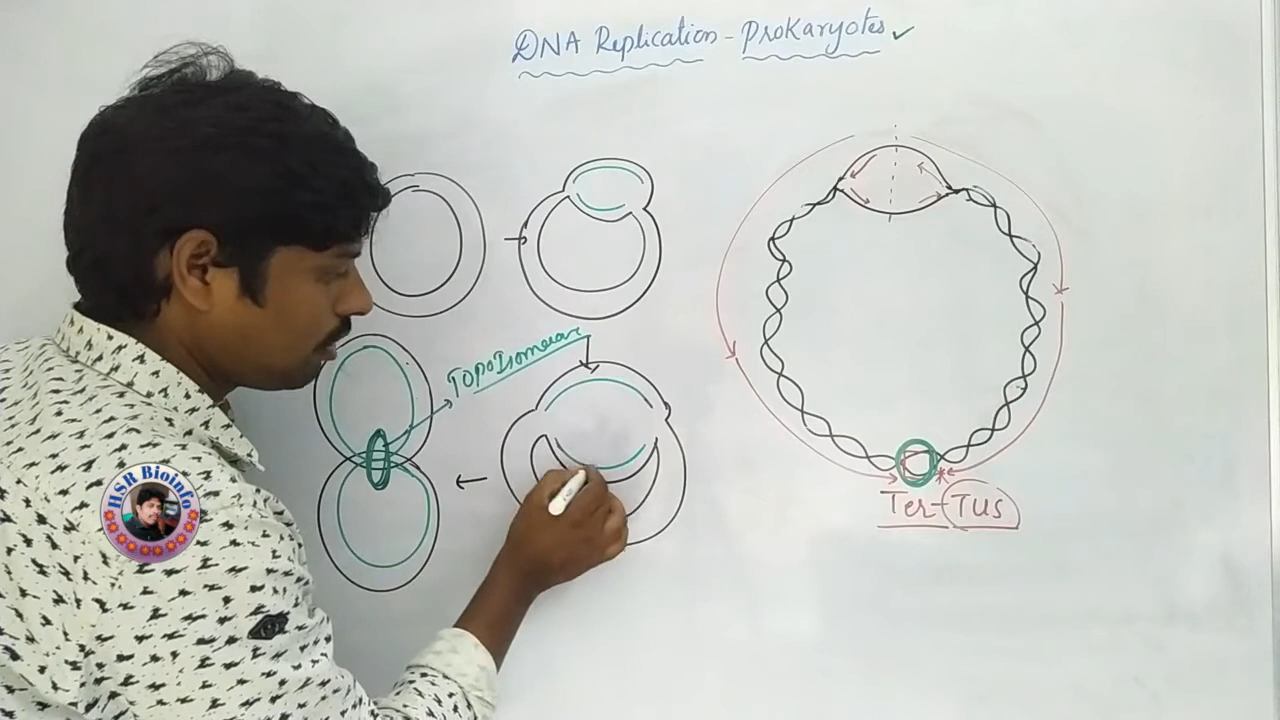 DNA Replication - Prokaryotes
TopoIsomerase
Ter-Tus
HSR Bioinfo